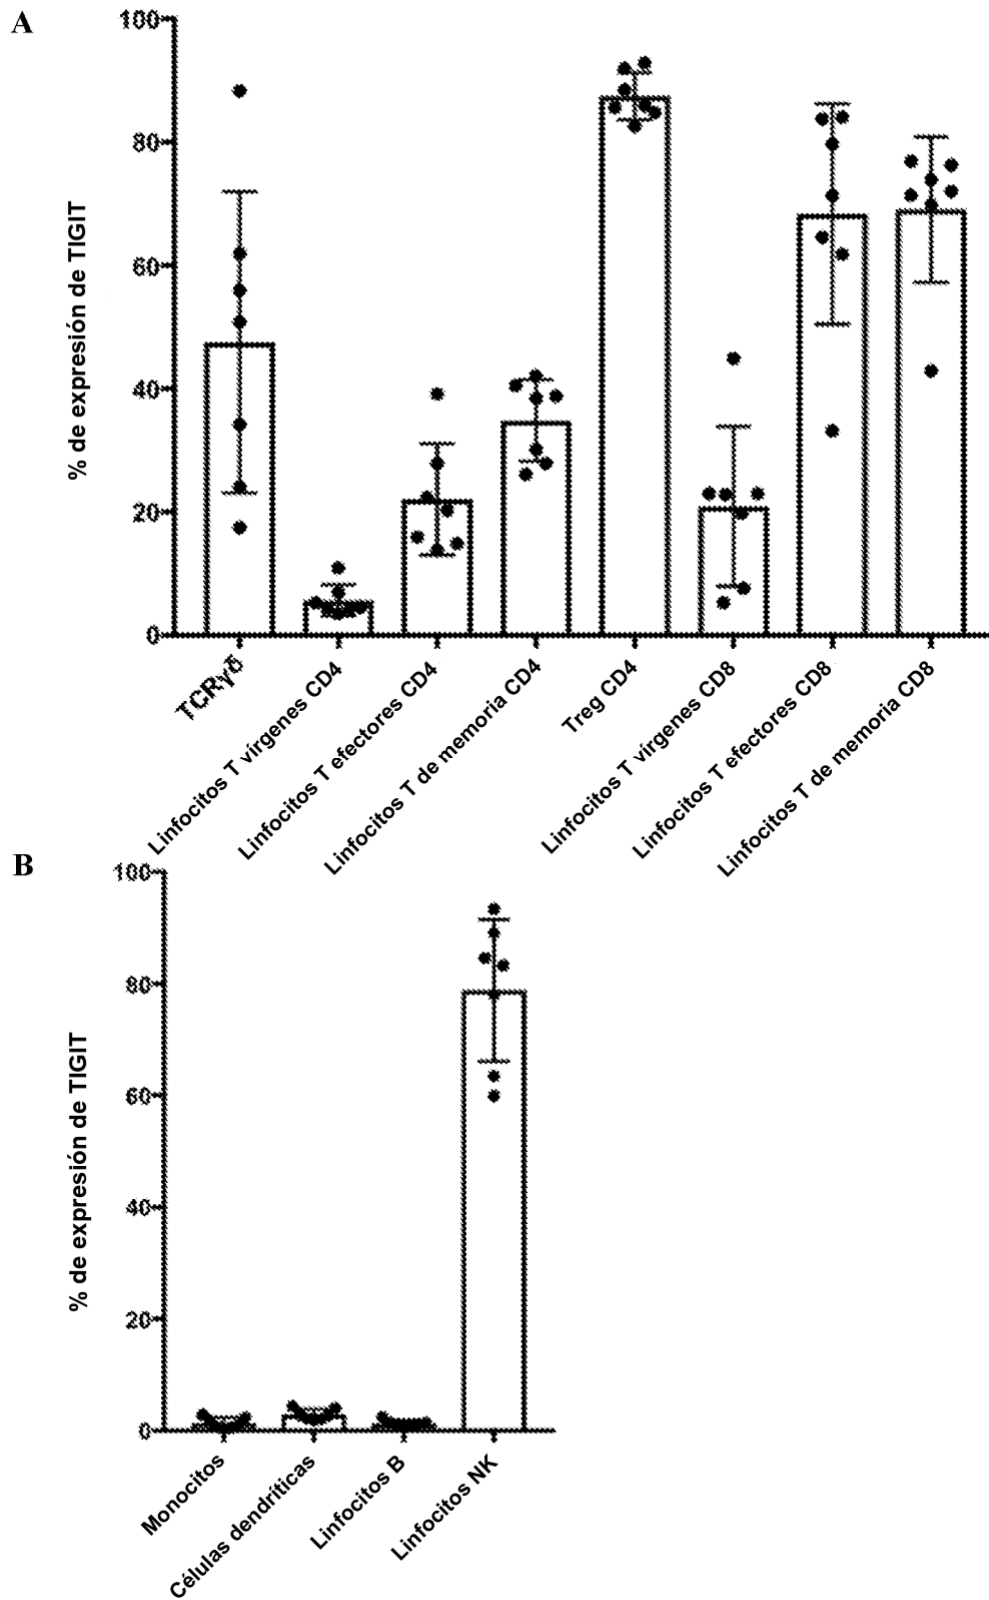 A
% de expresión de TIGIT
100
80
60
40
20
0
TCRγδ
Linfocitos T vírgenes CD4
Linfocitos T efectores CD4
Linfocitos T de memoria CD4
Treg CD4
Linfocitos T vírgenes CD8
Linfocitos T efectores CD8
Linfocitos T de memoria CD8
B
% de expresión de TIGIT
100
80
60
40
20
0
Monocitos
Células dendríticas
Linfocitos B
Linfocitos NK